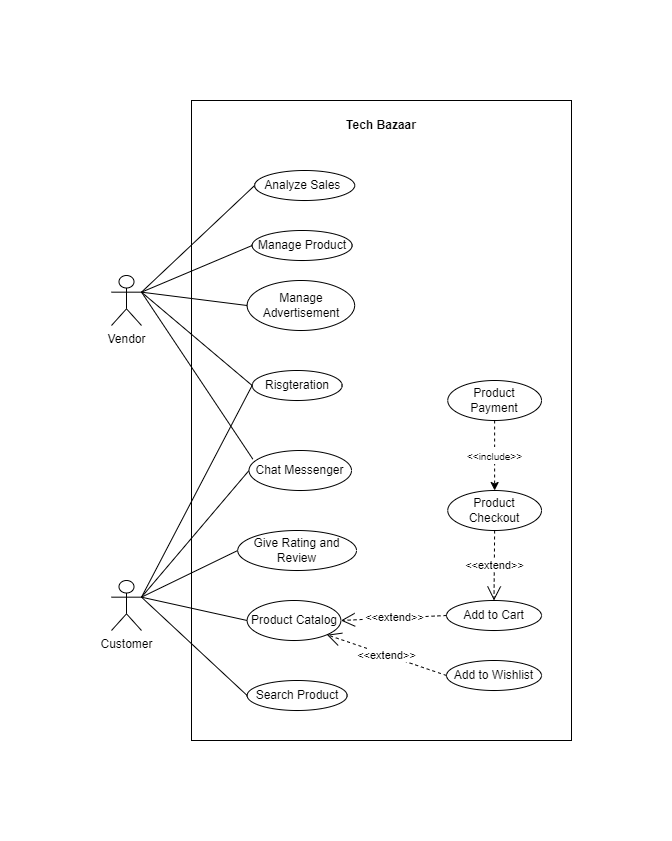 Tech Bazaar
Analyze Sales
Manage Product
Manage
Advertisement
Vendor
Risgteration
Product
Payment
<<include>>
Chat Messenger
Product
Checkout
Give Rating and
Review
<<extend>>
Product Catalog
<<extend>>
Add to Cart
Customer
<<extend>>
Add to Wishlist
Search Product